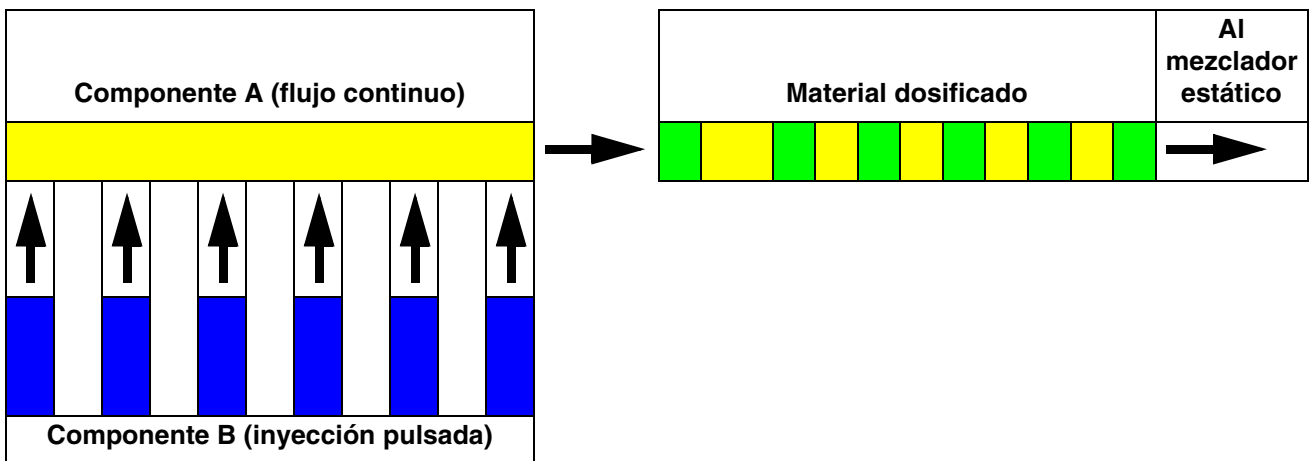 Componente A (flujo continuo)
Material dosificado
Al
mezclador
estático
Componente B (inyección pulsada)